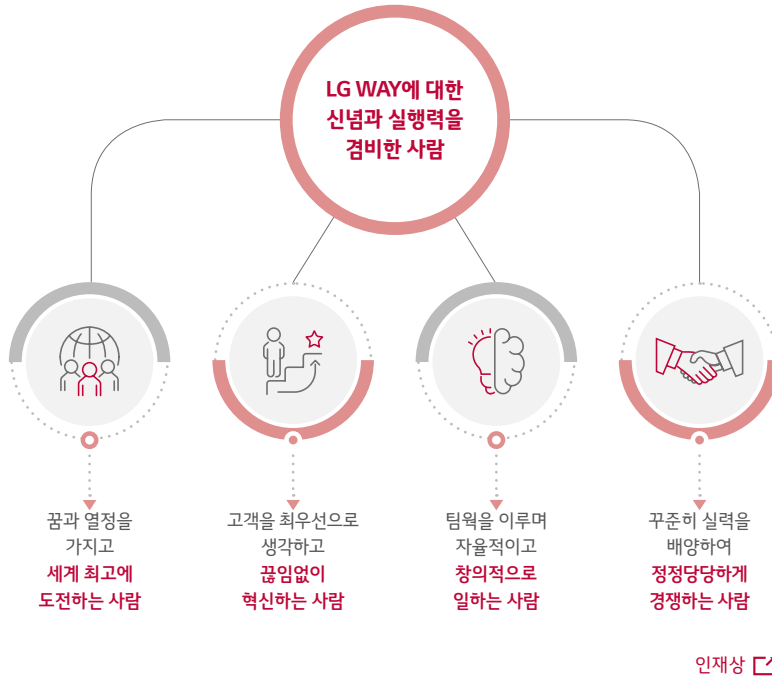 LG WAY에 대한
신념과 실행력을
겸비한 사람
꿈과 열정을
가지고
세계 최고에
도전하는 사람
고객을 최우선으로
생각하고
끊임없이
혁신하는 사람
팀웍을 이루며
자율적이고
창의적으로
일하는 사람
꾸준히 실력을
배양하여
정정당당하게
경쟁하는 사람
인재상